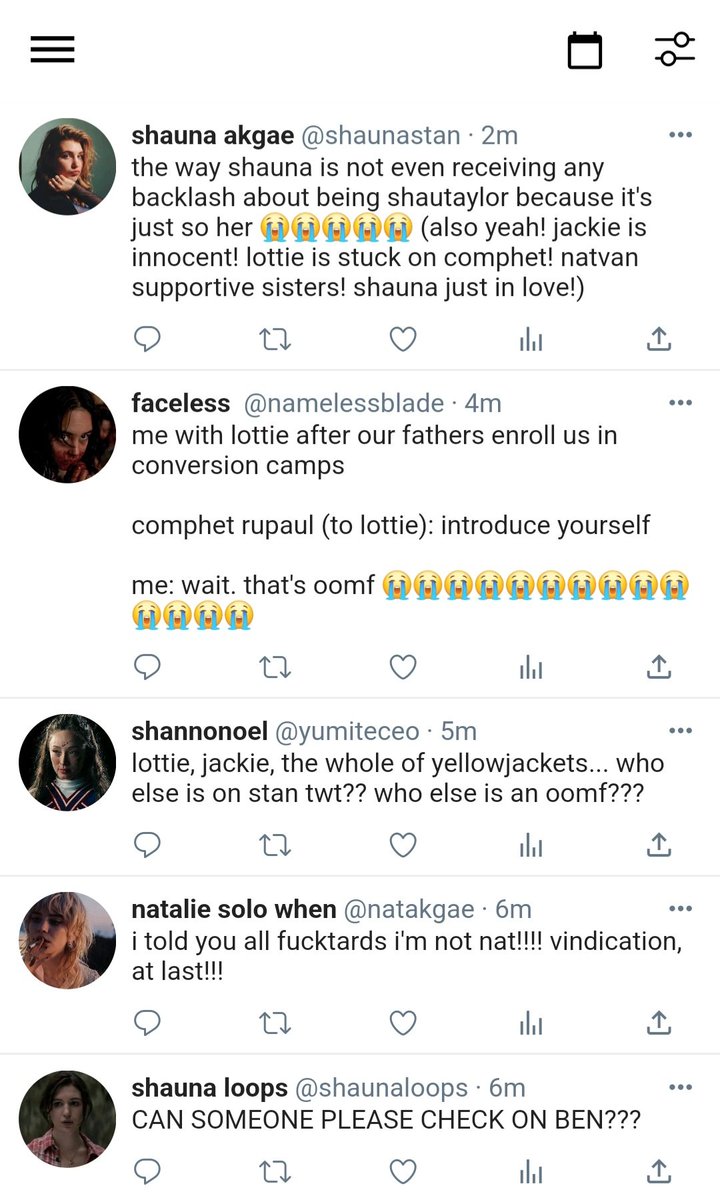 shauna akgae @shaunastan · 2m
the way shauna is not even receiving any
backlash about being shautaylor because it's
just so her 😭😭😭😭😭 (also yeah! jackie is
innocent! lottie is stuck on comphet! natvan
supportive sisters! shauna just in love!)
faceless @namelessblade · 4m
me with lottie after our fathers enroll us in
conversion camps
comphet rupaul (to lottie): introduce yourself
me: wait. that's oomf 😭😭😭😭😭😭😭😭😭😭
😭😭😭😭
shannonoel @yumiteceo · 5m
lottie, jackie, the whole of yellowjackets... who
else is on stan twt?? who else is an oomf???
natalie solo when @natakgae · 6m
i told you all fucktards i'm not nat!!!! vindication,
at last!!!
shauna loops @shaunaloops · 6m
CAN SOMEONE PLEASE CHECK ON BEN???